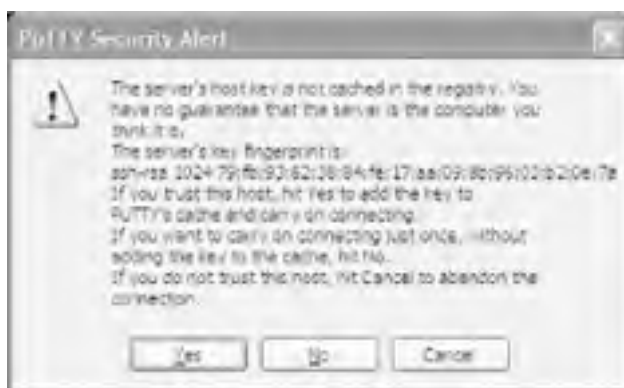 PuTTY Security Alert
The server's host key is not cached in the registry. You
have no guarantee that the server is the computer you
think it is.
The server's key fingerprint is:
ssh-rsa 1024
If you trust this host, hit Yes to add the key to
PuTTY's cache and carry on connecting.
If you want to carry on connecting just once, without
adding the key to the cache, hit No.
If you do not trust this host, hit Cancel to abandon the
connection.
Yes No Cancel